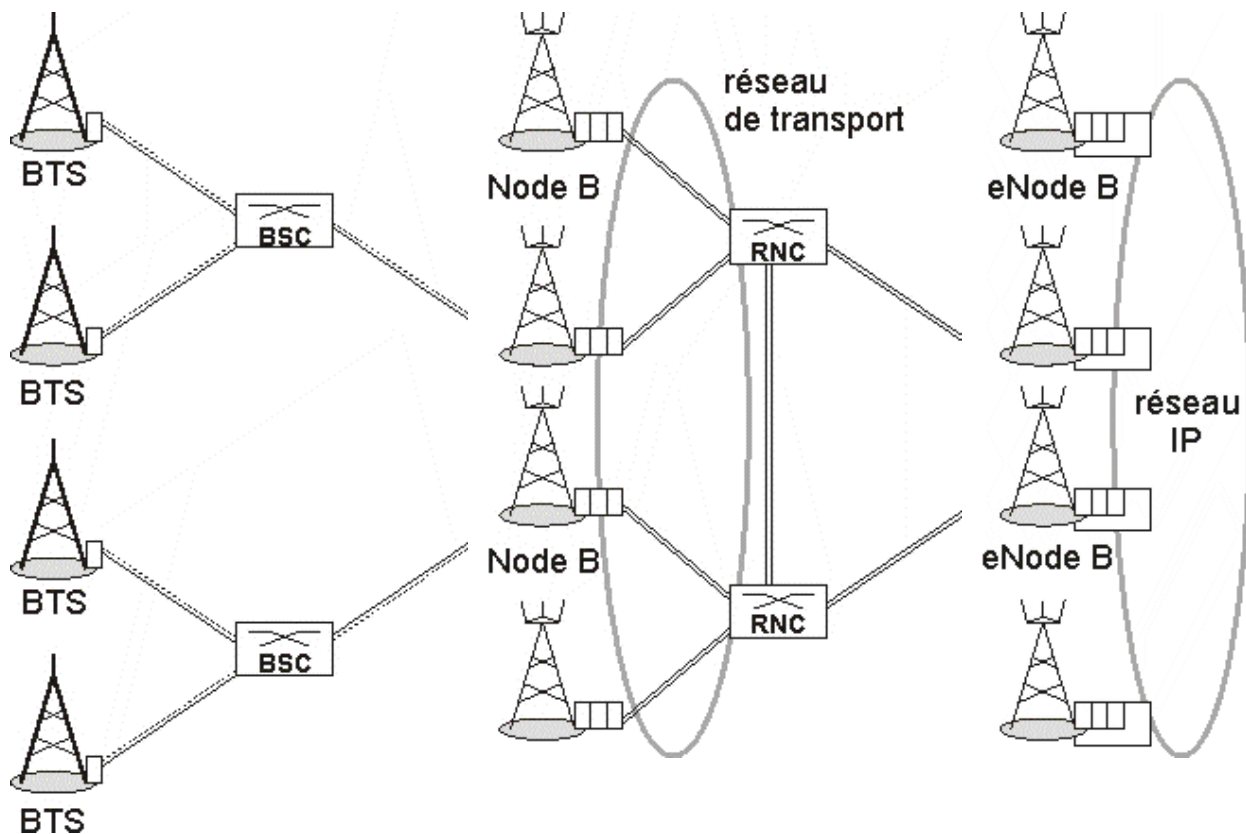 BTS
BSC
BTS
BTS
BSC
BTS
réseau
de transport
Node B
RNC
Node B
RNC
eNode B
réseau
IP
eNode B